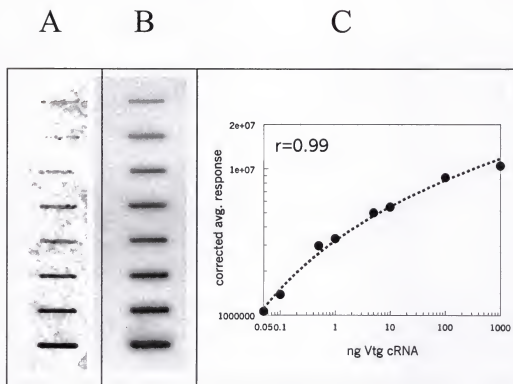 A B C
r=0.99
2e+07
1e+07
1000000
corrected avg. response
0.05 0.1 1 10 100 1000
ng Vtg cRNA